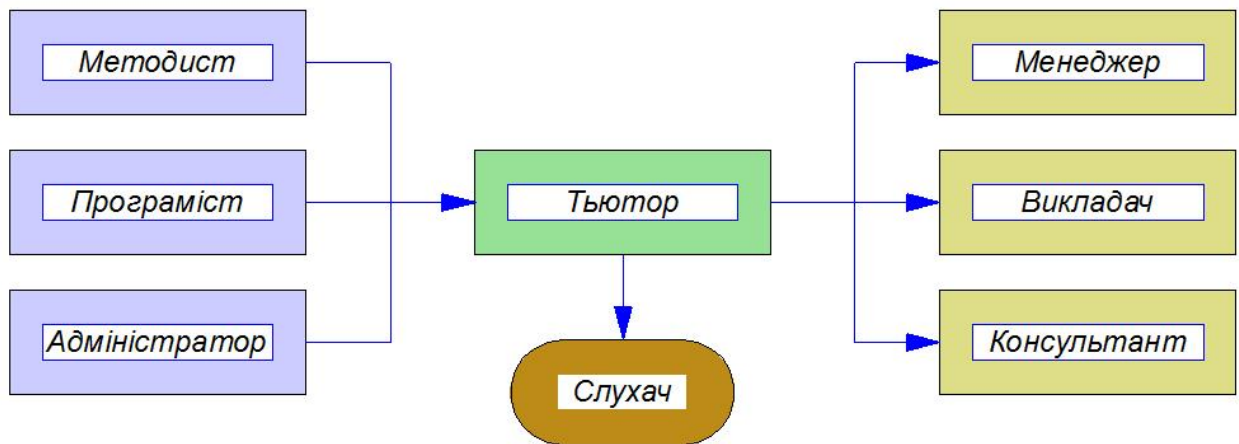 Методист
Менеджер
Програміст
Тьютор
Викладач
Адміністратор
Консультант
Слухач